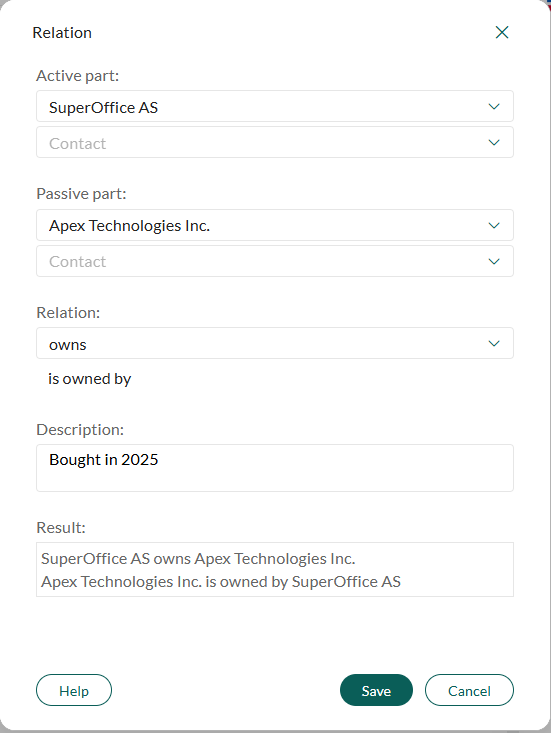 Relation
Active part:
SuperOffice AS
Contact
Passive part:
Apex Technologies Inc.
Contact
Relation:
owns
is owned by
Description:
Bought in 2025
Result:
SuperOffice AS owns Apex Technologies Inc.
Apex Technologies Inc. is owned by SuperOffice AS
Help
Save
Cancel